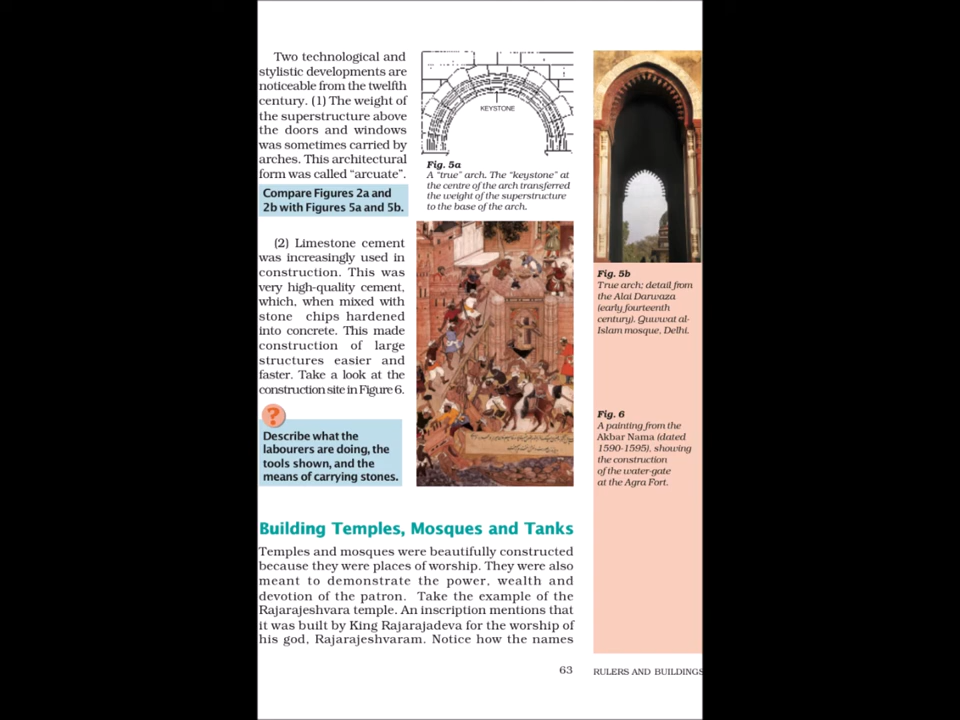 Two technological and
stylistic developments are
noticeable from the twelfth
century. (1) The weight of
the superstructure above
the doors and windows
was sometimes carried by
arches. This architectural
form was called “arcuate”.
Compare Figures 2a and
2b with Figures 5a and 5b.
(2) Limestone cement
was increasingly used in
construction. This was
very high-quality cement,
which, when mixed with
stone chips hardened
into concrete. This made
construction of large
structures easier and
faster. Take a look at the
construction site in Figure 6.
?
Describe what the
labourers are doing, the
tools shown, and the
means of carrying stones.
KEYSTONE
Fig. 5a
A “true” arch. The “keystone” at
the centre of the arch transferred
the weight of the superstructure
to the base of the arch.
Fig. 5b
True arch; detail from
the Alai Darwaza
(early fourteenth
century). Quwwat al-
Islam mosque, Delhi.
Fig. 6
A painting from the
Akbar Nama (dated
1590-1595), showing
the construction
of the water-gate
at the Agra Fort.
Building Temples, Mosques and Tanks
Temples and mosques were beautifully constructed
because they were places of worship. They were also
meant to demonstrate the power, wealth and
devotion of the patron. Take the example of the
Rajarajeshvara temple. An inscription mentions that
it was built by King Rajarajadeva for the worship of
his god, Rajarajeshvaram. Notice how the names
63
RULERS AND BUILDINGS